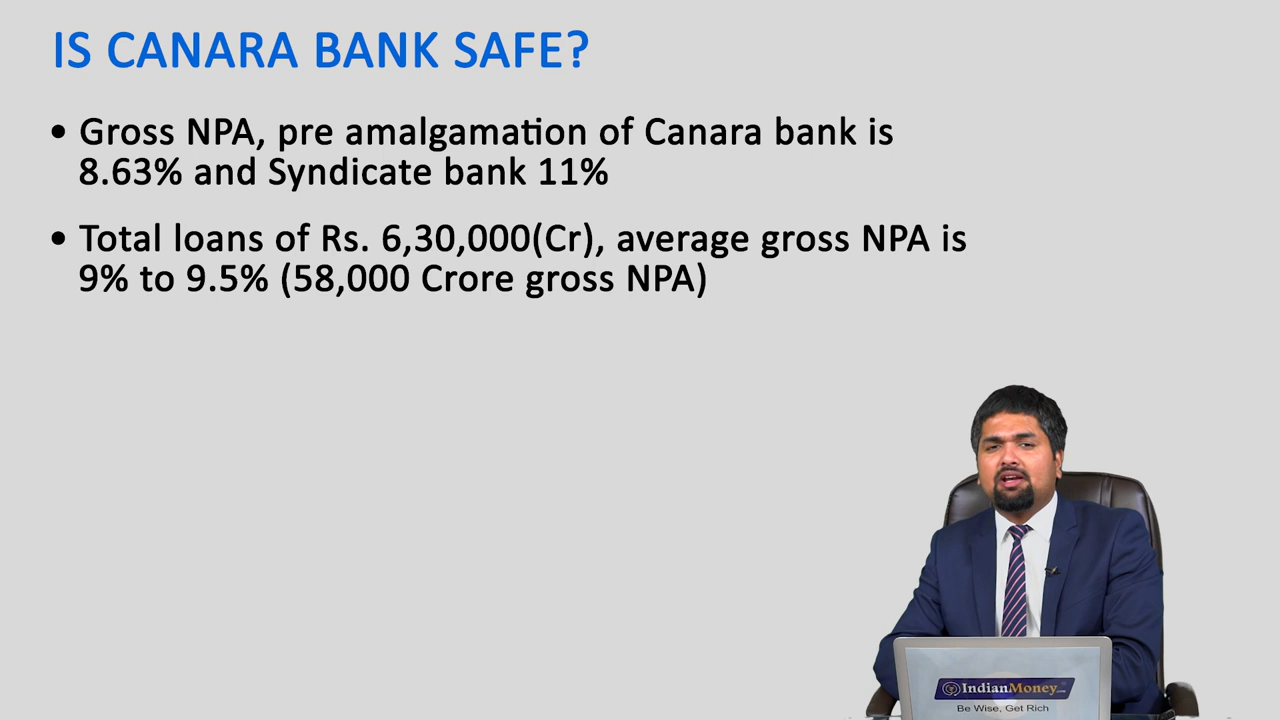 IS CANARA BANK SAFE?
• Gross NPA, pre amalgamation of Canara bank is
8.63% and Syndicate bank 11%
• Total loans of Rs. 6,30,000(Cr), average gross NPA is
9% to 9.5% (58,000 Crore gross NPA)
IndianMoney.com
Be Wise, Get Rich